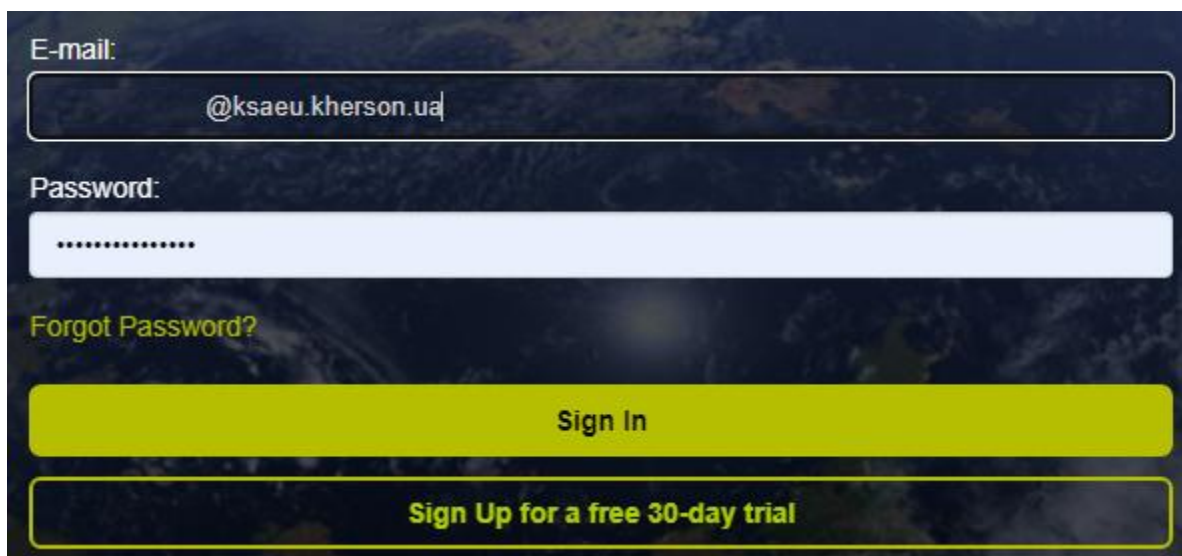 E-mail:
@ksaeu.kherson.ua
Password:
•••••••••••••••
Forgot Password?
Sign In
Sign Up for a free 30-day trial